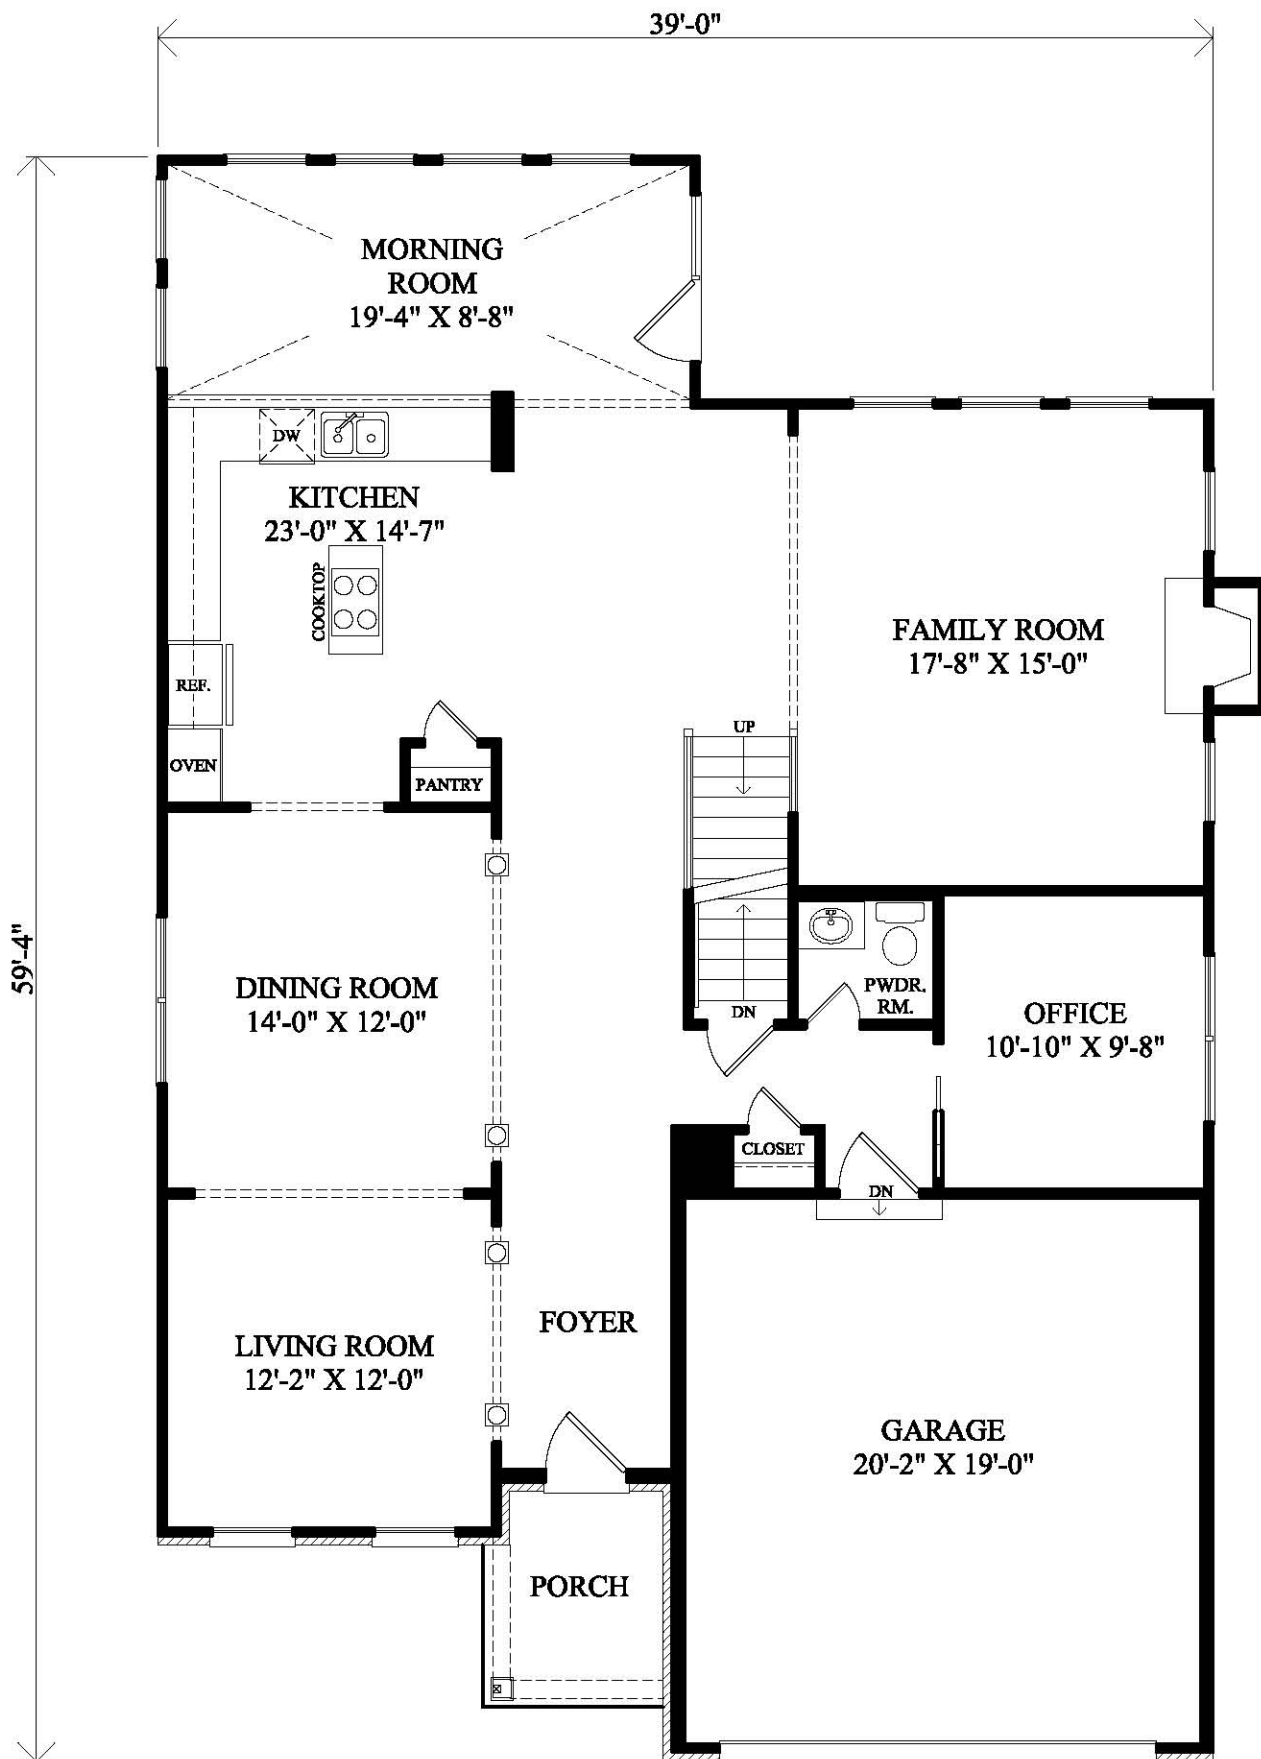 39'-0"
MORNING
ROOM
19'-4" X 8'-8"
DW
KITCHEN
23'-0" X 14'-7"
COOKTOP
FAMILY ROOM
17'-8" X 15'-0"
REF.
UP
OVEN
PANTRY
59'-4"
DINING ROOM
14'-0" X 12'-0"
PWDR.
RM.
DN
OFFICE
10'-10" X 9'-8"
CLOSET
DN
FOYER
LIVING ROOM
12'-2" X 12'-0"
GARAGE
20'-2" X 19'-0"
PORCH